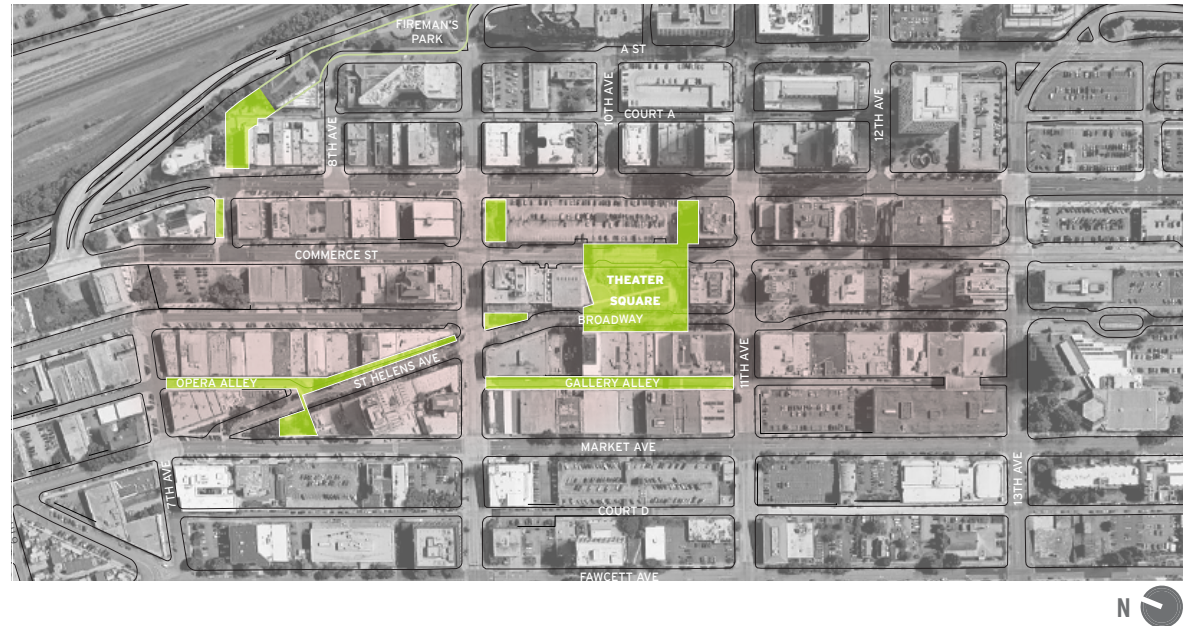 FIREMAN'S
PARK
A ST
10TH AVE
COURT A
12TH AVE
8TH AVE
COMMERCE ST
THEATER
SQUARE
BROADWAY
11TH AVE
ST HELENS AVE
OPERA ALLEY
GALLERY ALLEY
MARKET AVE
7TH AVE
13TH AVE
COURT D
FAWCETT AVE
N